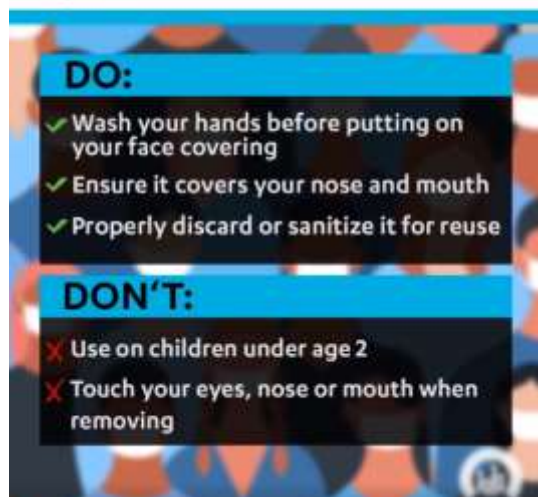 DO:
Wash your hands before putting on
your face covering
Ensure it covers your nose and mouth
Properly discard or sanitize it for reuse
DON'T:
Use on children under age 2
Touch your eyes, nose or mouth when
removing